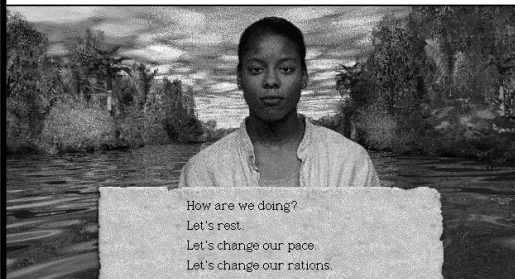 How are we doing?
Let's rest.
Let's change our pace.
Let's change our rations.